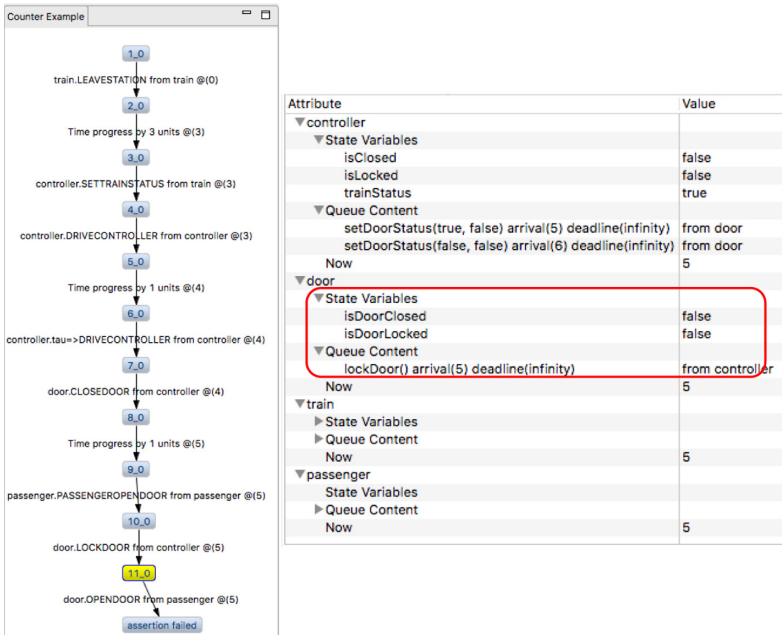 Counter Example
1_0
train.LEAVESTATION from train @(0)
2_0
Time progress by 3 units @(3)
3_0
controller.SETTRAINSTATUS from train @(3)
4_0
controller.DRIVECONTROLLER from controller @(3)
5_0
Time progress by 1 units @(4)
6_0
controller.tau=>DRIVECONTROLLER from controller @(4)
7_0
door.CLOSEDOOR from controller @(4)
8_0
Time progress by 1 units @(5)
9_0
passenger.PASSENGEROPENDOOR from passenger @(5)
10_0
door.LOCKDOOR from controller @(5)
11_0
door.OPENDOOR from passenger @(5)
assertion failed
Attribute Value
controller
State Variables
isClosed false
isLocked false
trainStatus true
Queue Content
setDoorStatus(true, false) arrival(5) deadline(infinity) from door
setDoorStatus(false, false) arrival(6) deadline(infinity) from door
Now 5
door
State Variables
isDoorClosed false
isDoorLocked false
Queue Content
lockDoor() arrival(5) deadline(infinity) from controller
Now 5
train
State Variables
Queue Content
Now 5
passenger
State Variables
Queue Content
Now 5